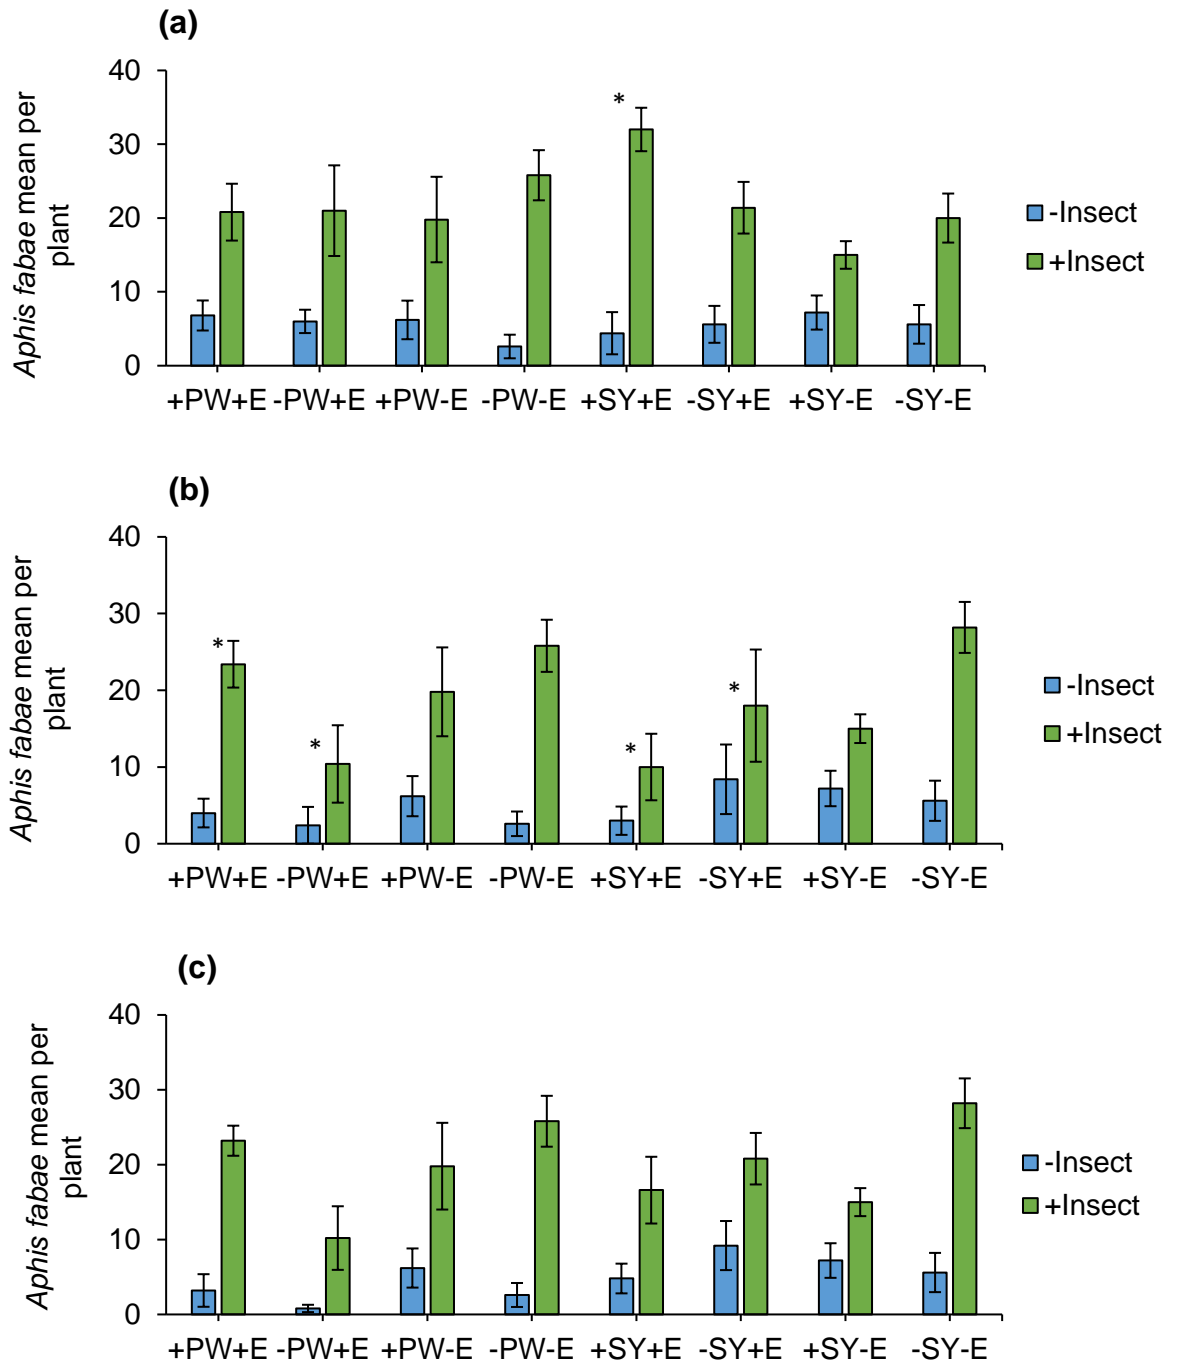 (a)
Aphis fabae mean per
plant
40
30
20
10
0
*
+PW+E -PW+E +PW-E -PW-E +SY+E -SY+E +SY-E -SY-E
-Insect
+Insect
(b)
Aphis fabae mean per
plant
40
30
20
10
0
* * * *
+PW+E -PW+E +PW-E -PW-E +SY+E -SY+E +SY-E -SY-E
-Insect
+Insect
(c)
Aphis fabae mean per
plant
40
30
20
10
0
+PW+E -PW+E +PW-E -PW-E +SY+E -SY+E +SY-E -SY-E
-Insect
+Insect